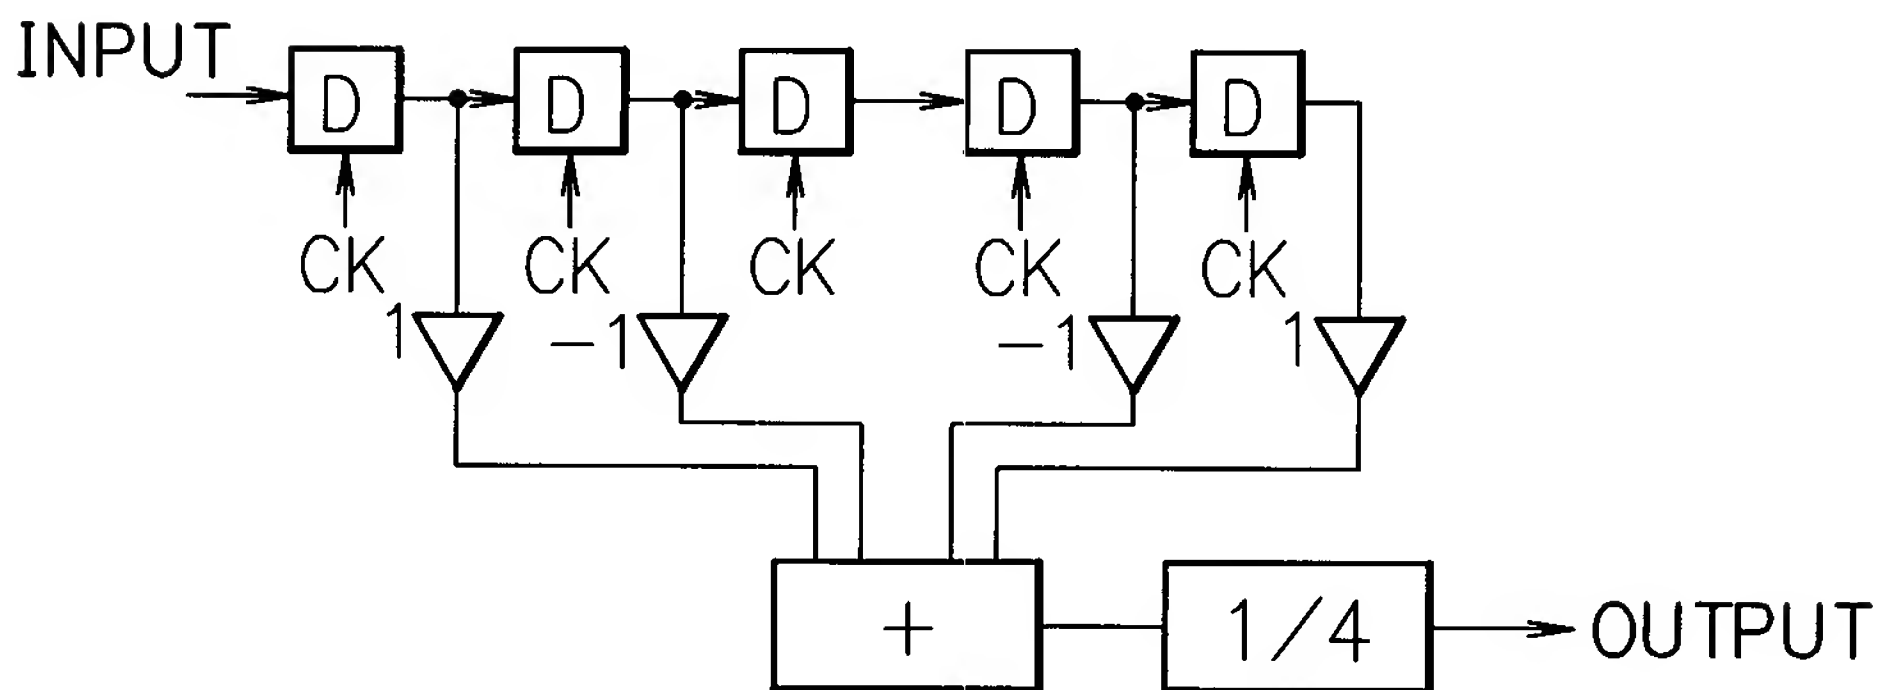 INPUT
D D D D D
CK CK CK CK CK
1 -1 -1 1
+ 1/4 OUTPUT